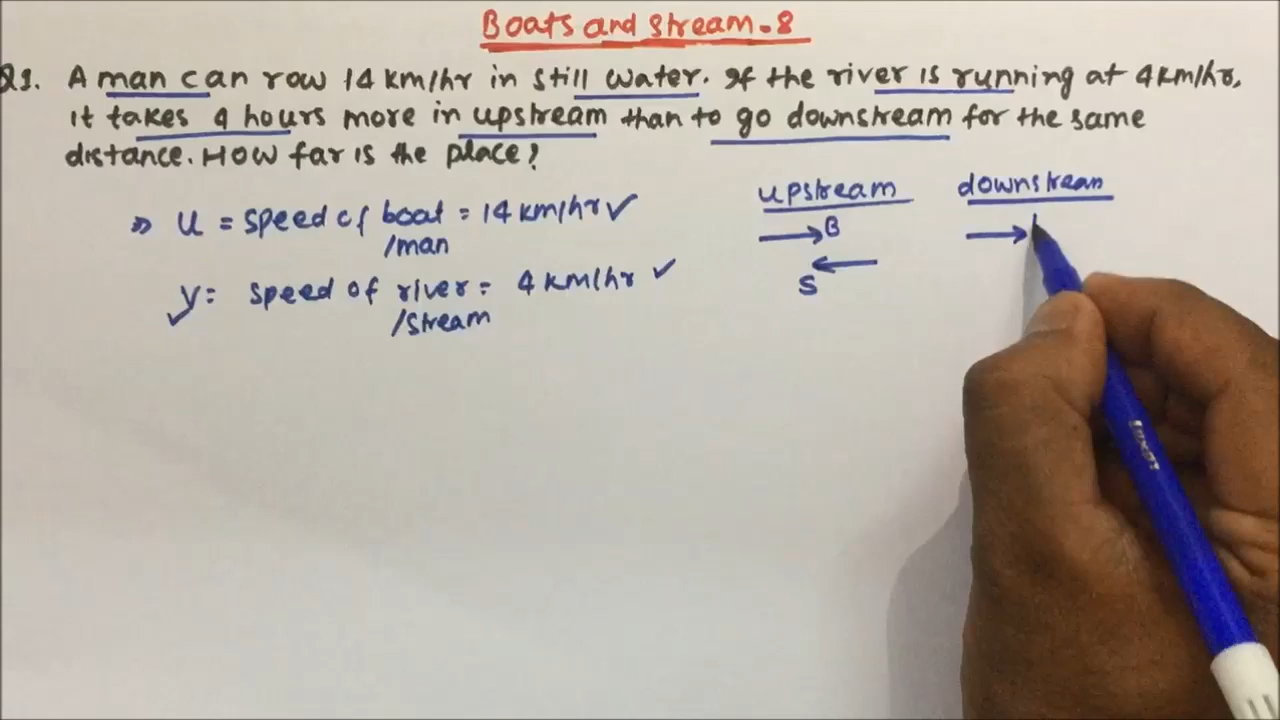 Boats and Stream-8
Q1. A man can row 14 km/hr in still water. If the river is running at 4 km/hr,
it takes 4 hours more in upstream than to go downstream for the same
distance. How far is the place?
⇒ u = speed of boat = 14 km/hr ✓
/man
y = speed of river = 4 km/hr ✓
/stream
✓
upstream
→ B
←
S
downstream
→
Luxor